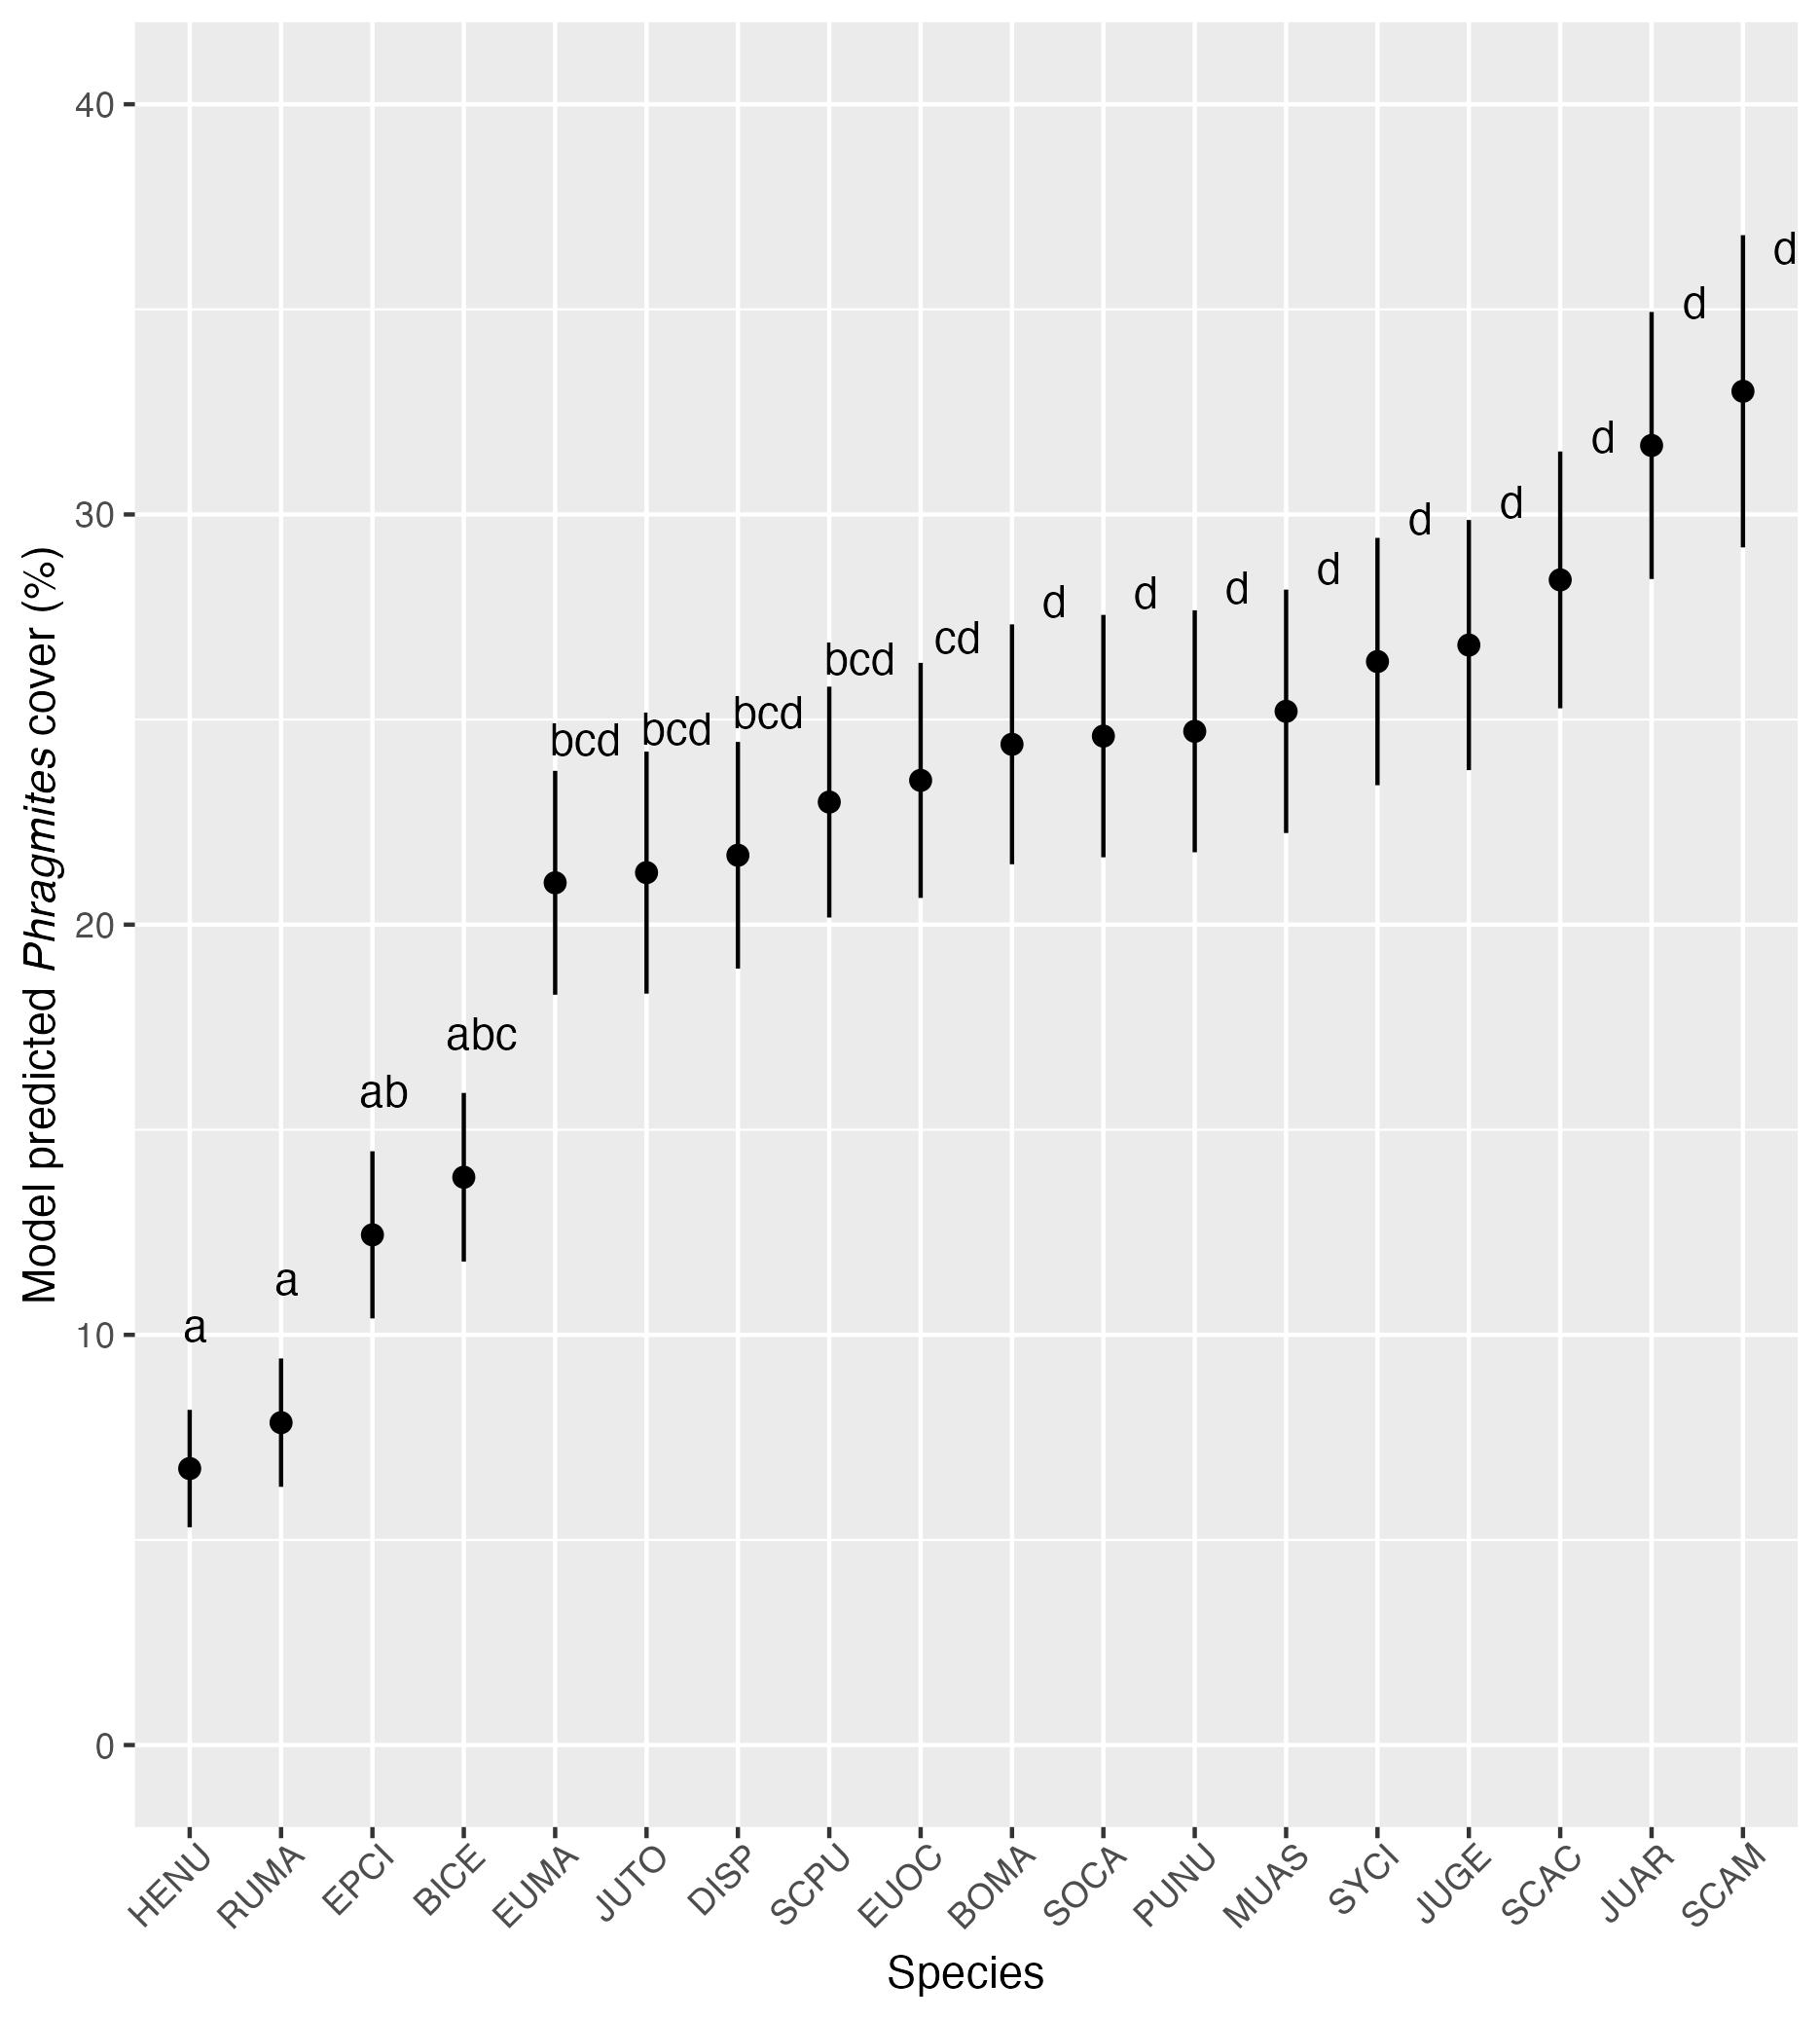 40
30
20
10
0
Model predicted Phragmites cover (%)
a
a
ab
abc
bcd
bcd
bcd
bcd
cd
d
d
d
d
d
d
d
d
d
HENU
RUMA
EPCI
BICE
EUMA
JUTO
DISP
SCPU
EUOC
BOMA
SOCA
PUNU
MUAS
SYCI
JUGE
SCAC
JUAR
SCAM
Species